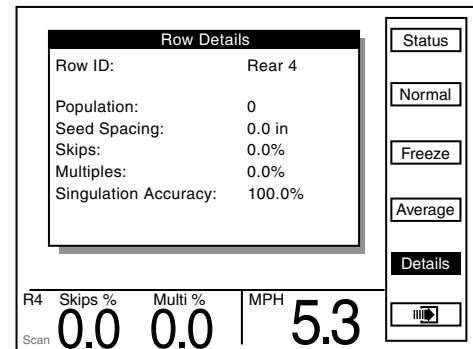 Row Details
Row ID: Rear 4
Population: 0
Seed Spacing: 0.0 in
Skips: 0.0%
Multiples: 0.0%
Singulation Accuracy: 100.0%
Status
Normal
Freeze
Average
Details
R4 Skips % Multi % MPH
Scan 0.0 0.0 5.3